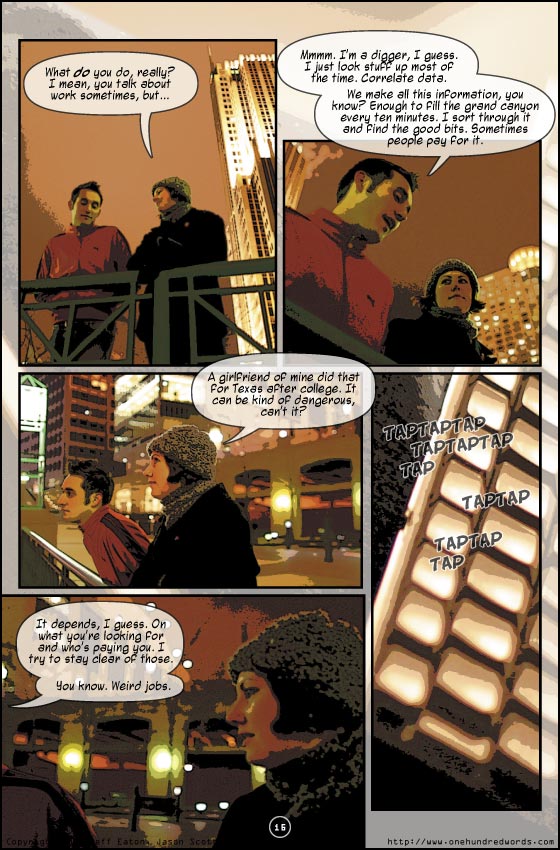 What do you do, really?
I mean, you talk about
work sometimes, but...
Mmmm. I'm a digger, I guess.
I just look stuff up most of
the time. Correlate data.
We make all this information, you
know? Enough to fill the grand canyon
every ten minutes. I sort through it
and find the good bits. Sometimes
people pay for it.
A girlfriend of mine did that
for Texas after college. It
can be kind of dangerous,
can't it?
TAPTAPTAP
TAPTAPTAP
TAP
TAPTAP
TAPTAP
TAP
It depends, I guess. On
what you're looking for
and who's paying you. I
try to stay clear of those.
You know. Weird jobs.
15
Eaton, Jason Scott
http://www.onehundredwords.com